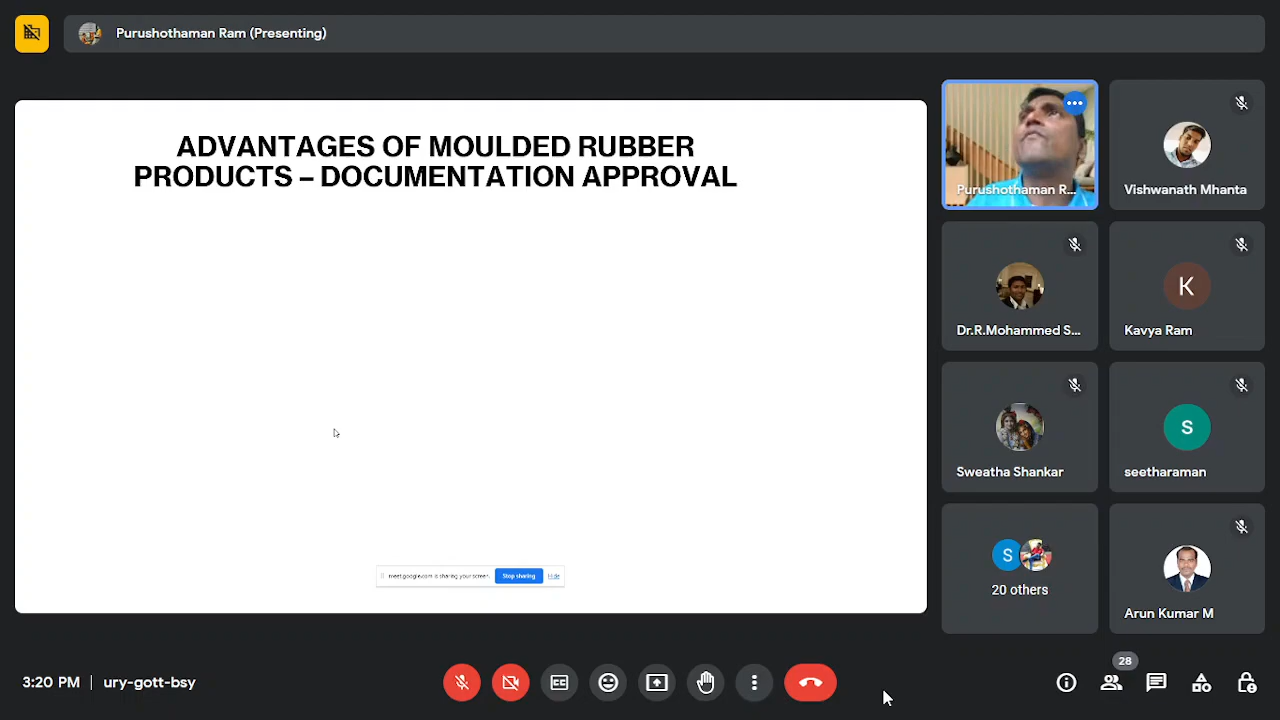 Purushothaman Ram (Presenting)
ADVANTAGES OF MOULDED RUBBER
PRODUCTS – DOCUMENTATION APPROVAL
meet.google.com is sharing your screen.
Stop sharing
Hide
Purushothaman R...
Vishwanath Mhanta
Dr.R.Mohammed S...
K
Kavya Ram
Sweatha Shankar
S
seetharaman
S
20 others
Arun Kumar M
3:20 PM | ury-gott-bsy
28